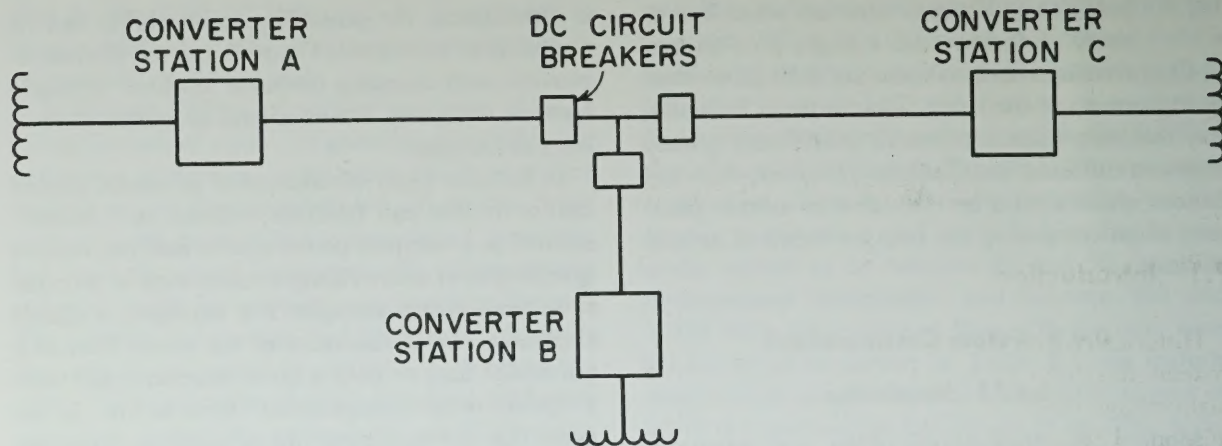 CONVERTER
STATION A
DC CIRCUIT
BREAKERS
CONVERTER
STATION C
CONVERTER
STATION B